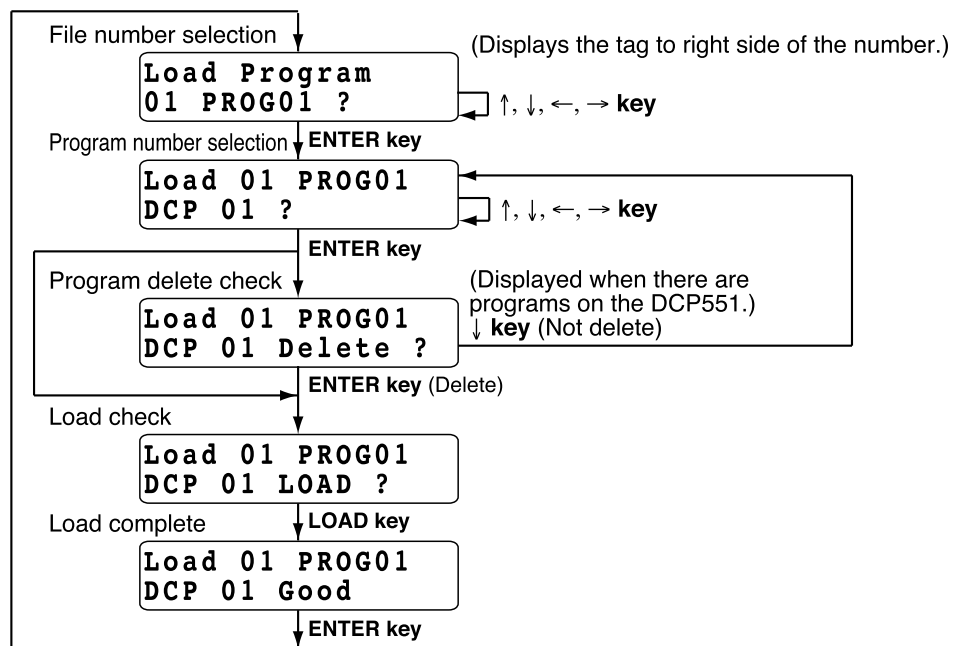 File number selection
(Displays the tag to right side of the number.)
Load Program
01 PROG01 ?
↑, ↓, ←, → key
ENTER key
Program number selection
Load 01 PROG01
DCP 01 ?
↑, ↓, ←, → key
ENTER key
Program delete check
(Displayed when there are
programs on the DCP551.)
↓ key (Not delete)
Load 01 PROG01
DCP 01 Delete ?
ENTER key (Delete)
Load check
Load 01 PROG01
DCP 01 LOAD ?
LOAD key
Load complete
Load 01 PROG01
DCP 01 Good
ENTER key